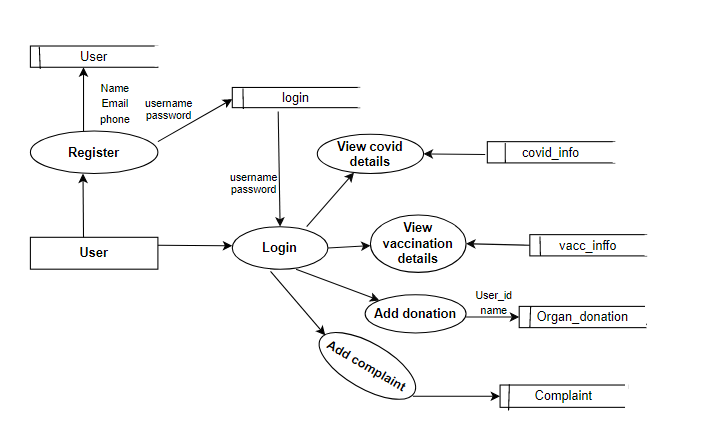 User
Name
Email
phone
username
password
login
Register
View covid
details
covid_info
username
password
User
Login
View
vaccination
details
vacc_inffo
Add donation
User_id
name
Organ_donation
Add complaint
Complaint